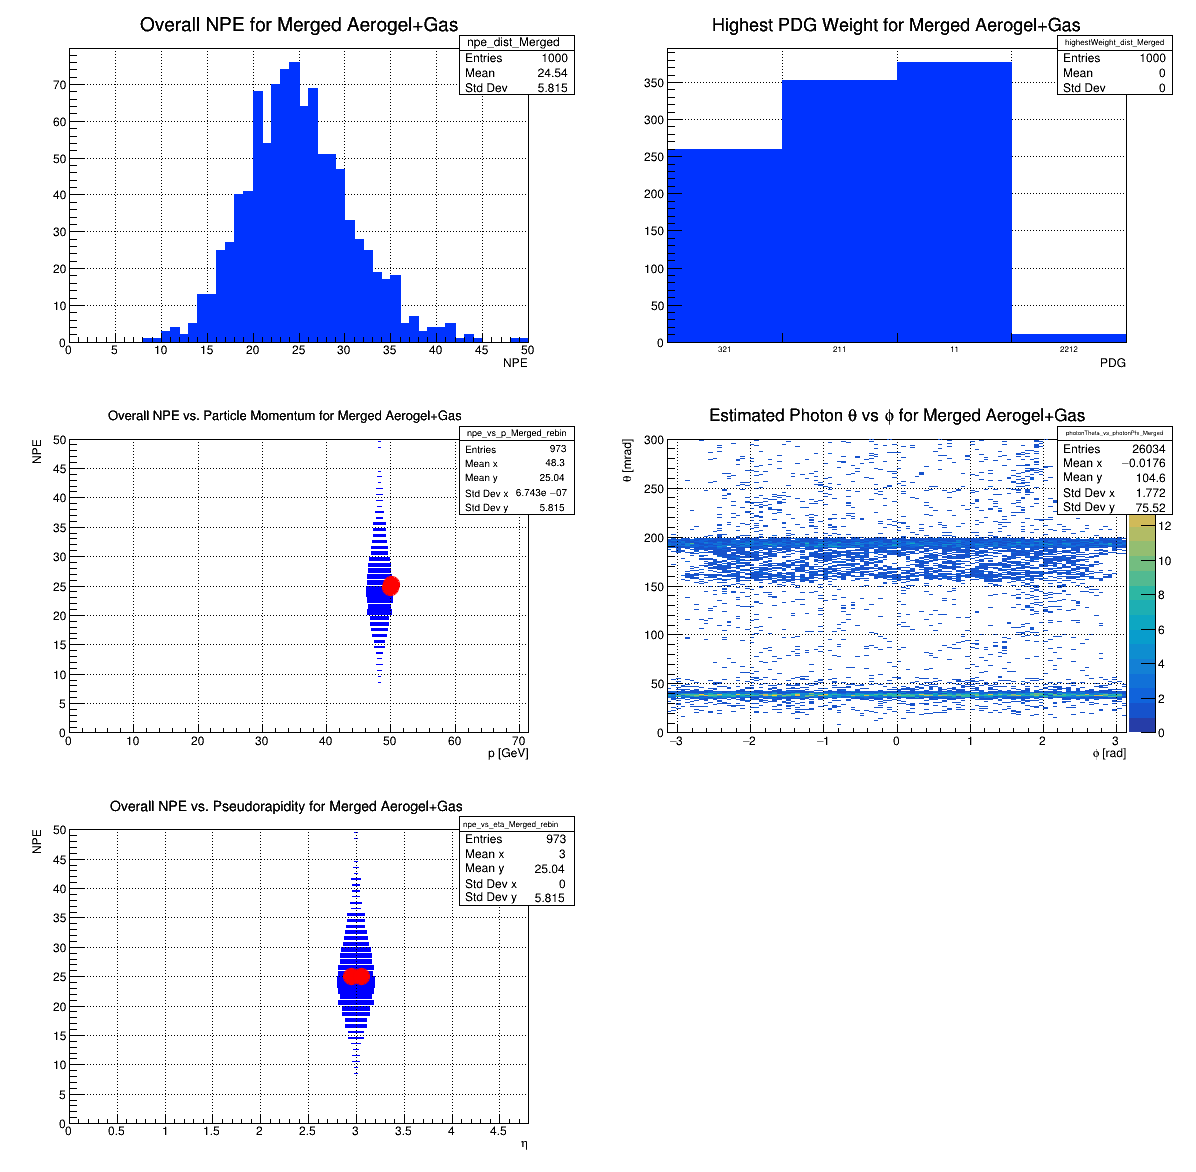 Overall NPE for Merged Aerogel+Gas
npe_dist_Merged
Entries 1000
Mean 24.54
Std Dev 5.815
70
60
50
40
30
20
10
0
0 5 10 15 20 25 30 35 40 45 50
NPE
Highest PDG Weight for Merged Aerogel+Gas
highestWeight_dist_Merged
Entries 1000
Mean 0
Std Dev 0
350
300
250
200
150
100
50
0
321 211 11 2212
PDG
Overall NPE vs. Particle Momentum for Merged Aerogel+Gas
npe_vs_p_Merged_rebin
Entries 973
Mean x 48.3
Mean y 25.04
Std Dev x 6.743e −07
Std Dev y 5.815
NPE
50
45
40
35
30
25
20
15
10
5
0
0 10 20 30 40 50 60 70
p [GeV]
Estimated Photon θ vs ϕ for Merged Aerogel+Gas
photonTheta_vs_photonPhi_Merged
Entries 26034
Mean x −0.0176
Mean y 104.6
Std Dev x 1.772
Std Dev y 75.52
θ [mrad]
300
250
200
150
100
50
0
−3 −2 −1 0 1 2 3
ϕ [rad]
12
10
8
6
4
2
0
Overall NPE vs. Pseudorapidity for Merged Aerogel+Gas
npe_vs_eta_Merged_rebin
Entries 973
Mean x 3
Mean y 25.04
Std Dev x 0
Std Dev y 5.815
NPE
50
45
40
35
30
25
20
15
10
5
0
0 0.5 1 1.5 2 2.5 3 3.5 4 4.5
η